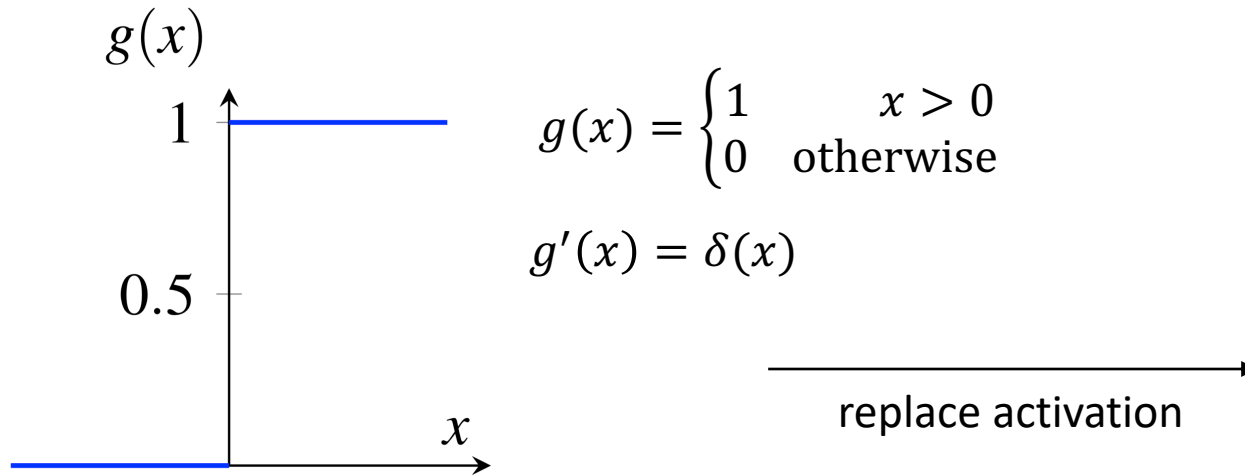 g(x)
1
0.5
x
g(x) = {1 x > 0
0 otherwise
g′(x) = δ(x)
replace activation